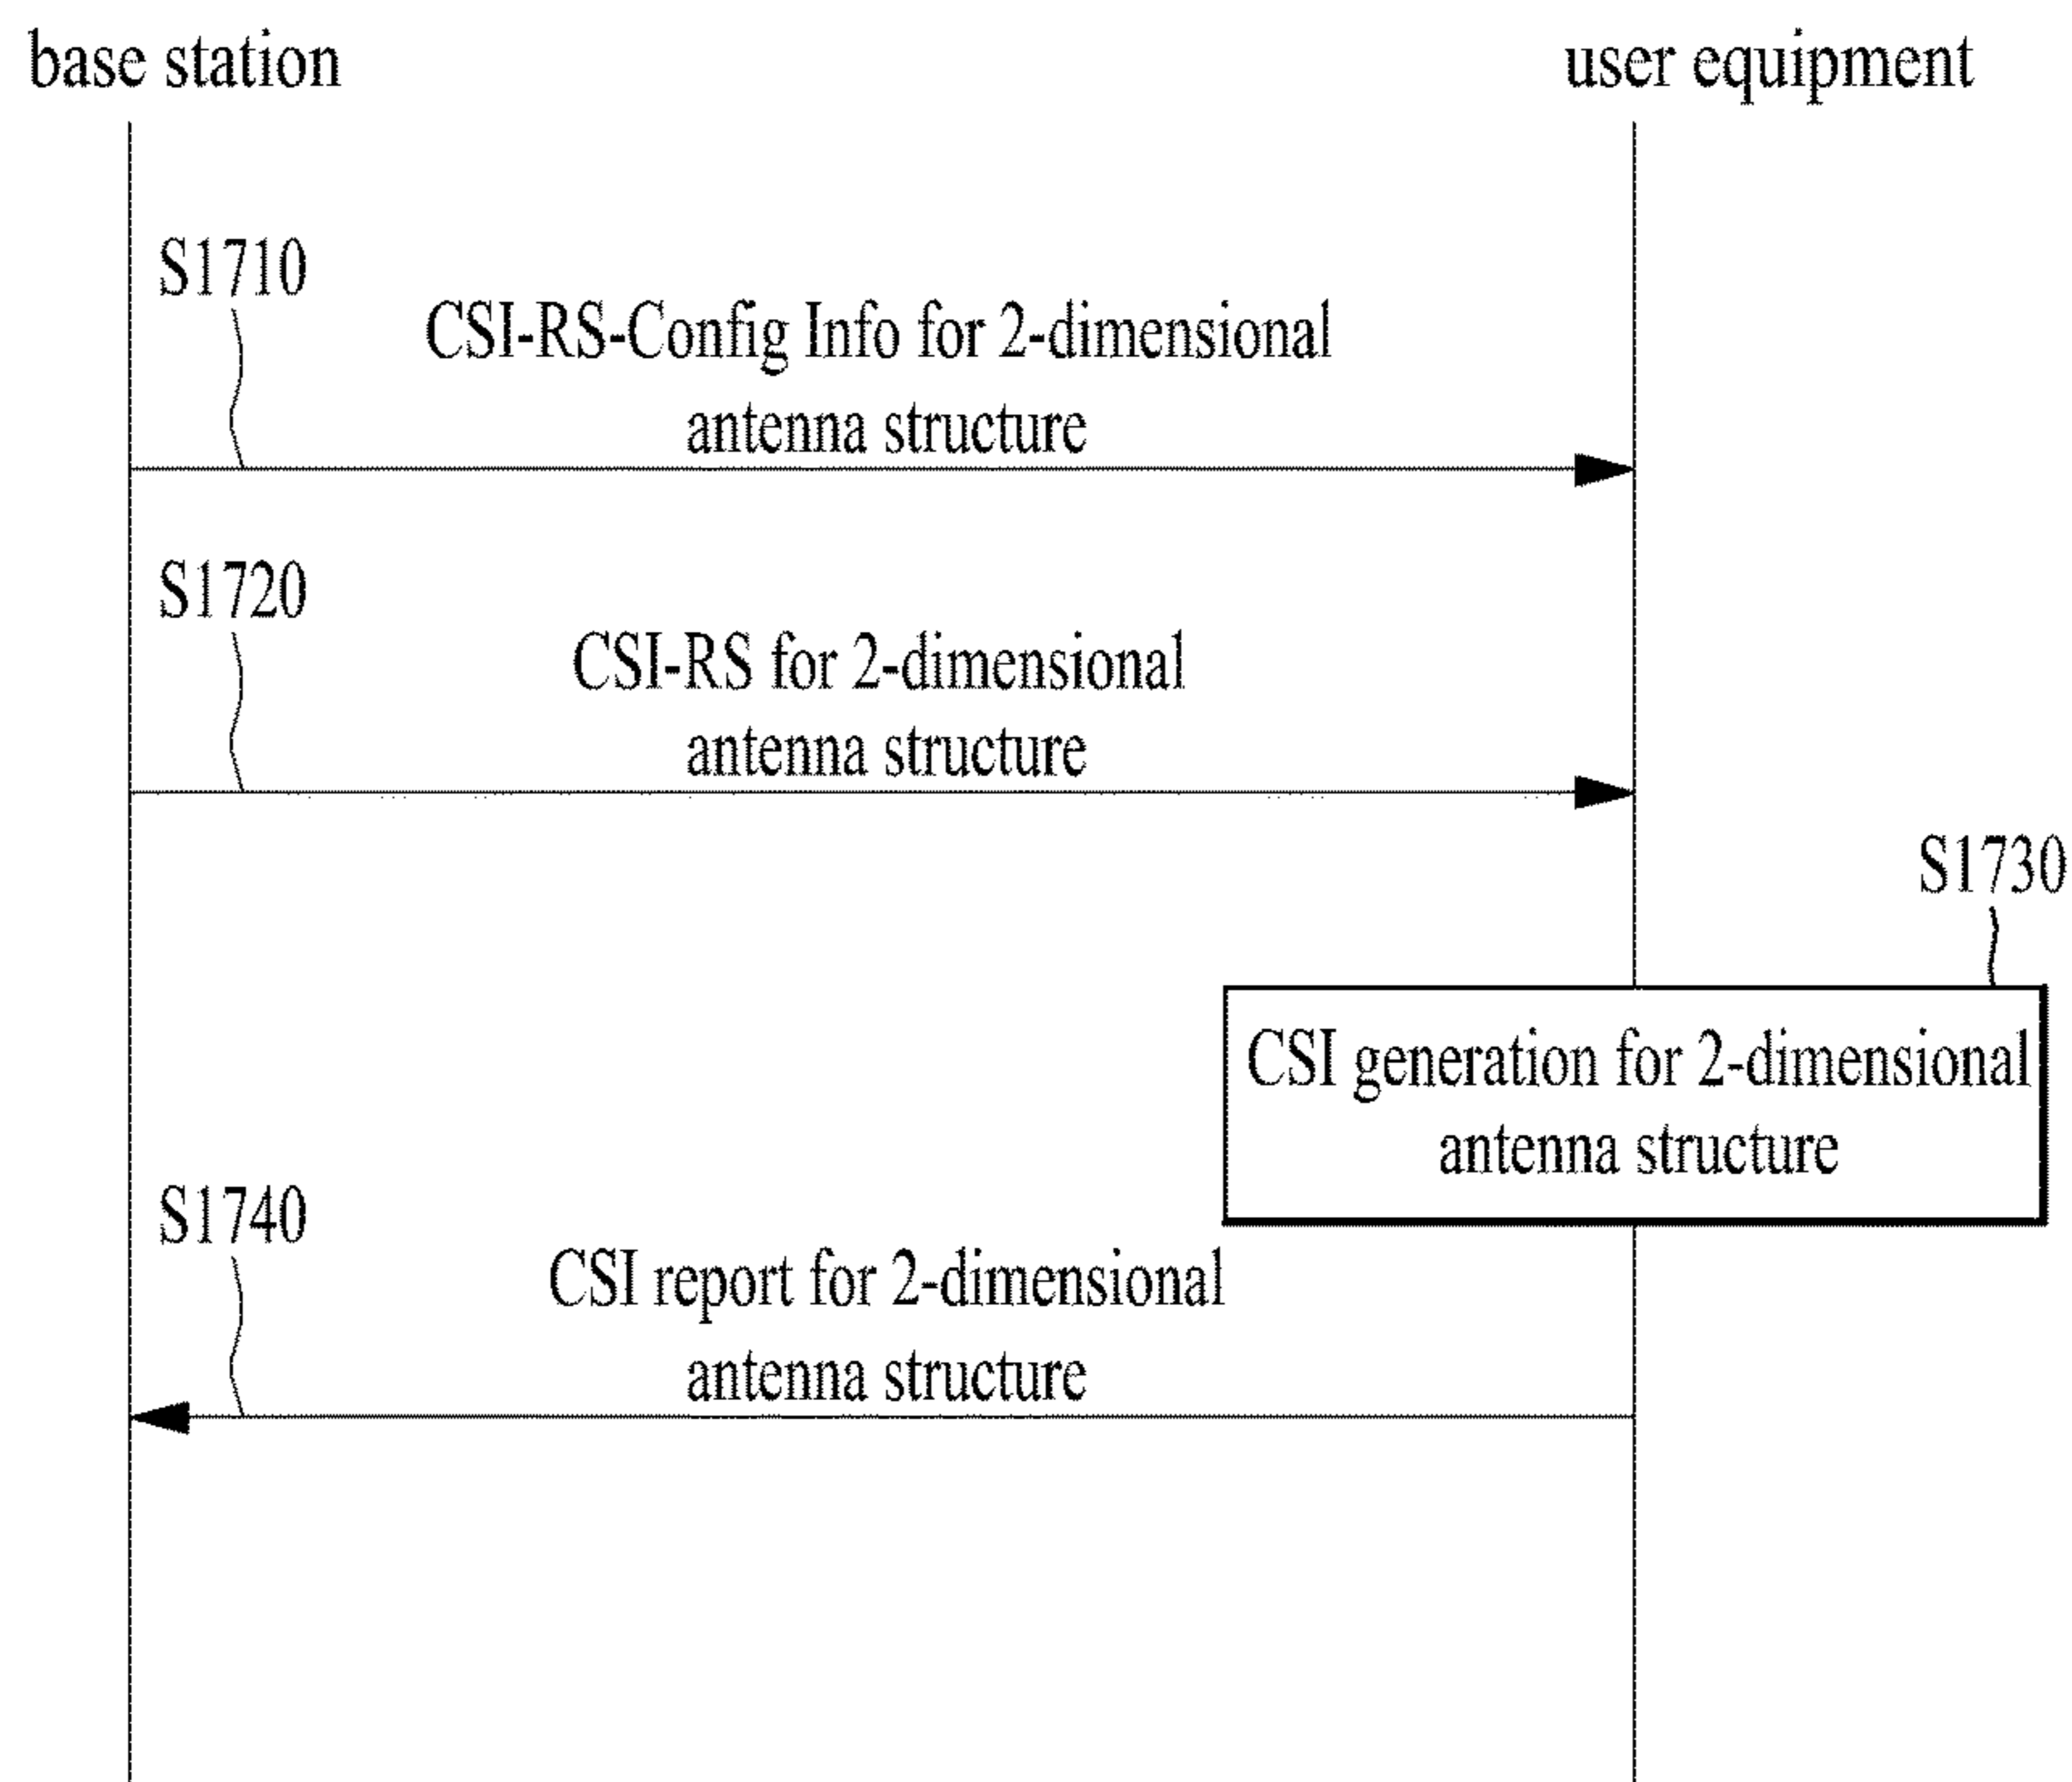 base station
user equipment
S1710
CSI-RS-Config Info for 2-dimensional
antenna structure
S1720
CSI-RS for 2-dimensional
antenna structure
S1730
CSI generation for 2-dimensional
antenna structure
S1740
CSI report for 2-dimensional
antenna structure